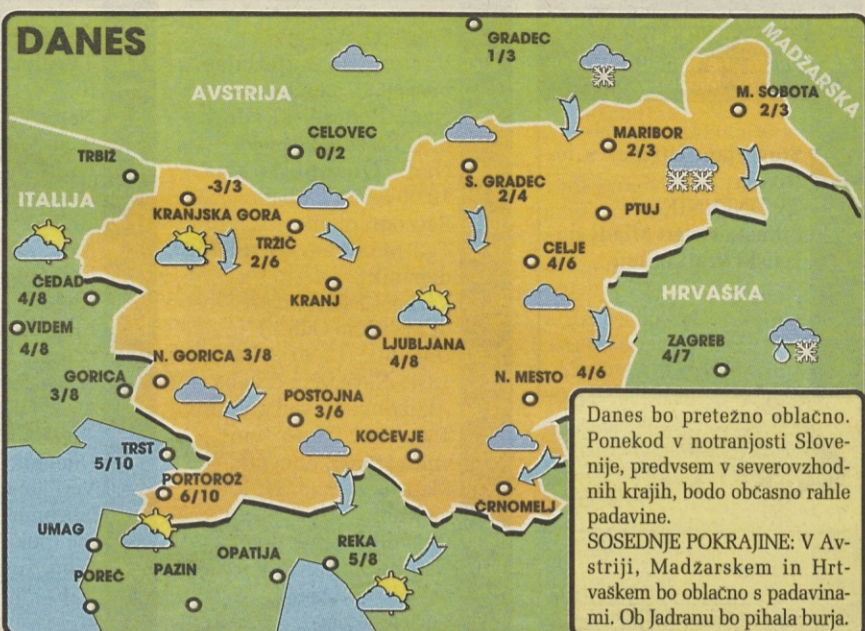 DANES
GRADEC
1/3
MADŽARSKA
AVSTRIJA
M. SOBOTA
2/3
CELOVEC
0/2
MARIBOR
2/3
TRBIŽ
-3/3
S. GRADEC
2/4
ITALIJA
KRANJSKA GORA
PTUJ
TRŽIČ
2/6
CELJE
4/6
ČEDAD
4/8
KRANJ
HRVAŠKA
VIDEM
4/8
LJUBLJANA
4/8
ZAGREB
4/7
N. GORICA 3/8
GORICA
3/8
POSTOJNA
3/6
N. MESTO 4/6
KOČEVJE
TRST
5/10
PORTOROŽ
6/10
ČRNOMELJ
UMAG
OPATIJA
REKA
5/8
POREČ
PAZIN
Danes bo pretežno oblačno.
Ponekod v notranjosti Slove-
nije, predvsem v severovzhod-
nih krajih, bodo občasno rahle
padavine.
SOSEDNJE POKRAJINE: V Av-
striji, Madžarskem in Hrt-
vaškem bo oblačno s padavina-
mi. Ob Jadranu bo pihala burja.